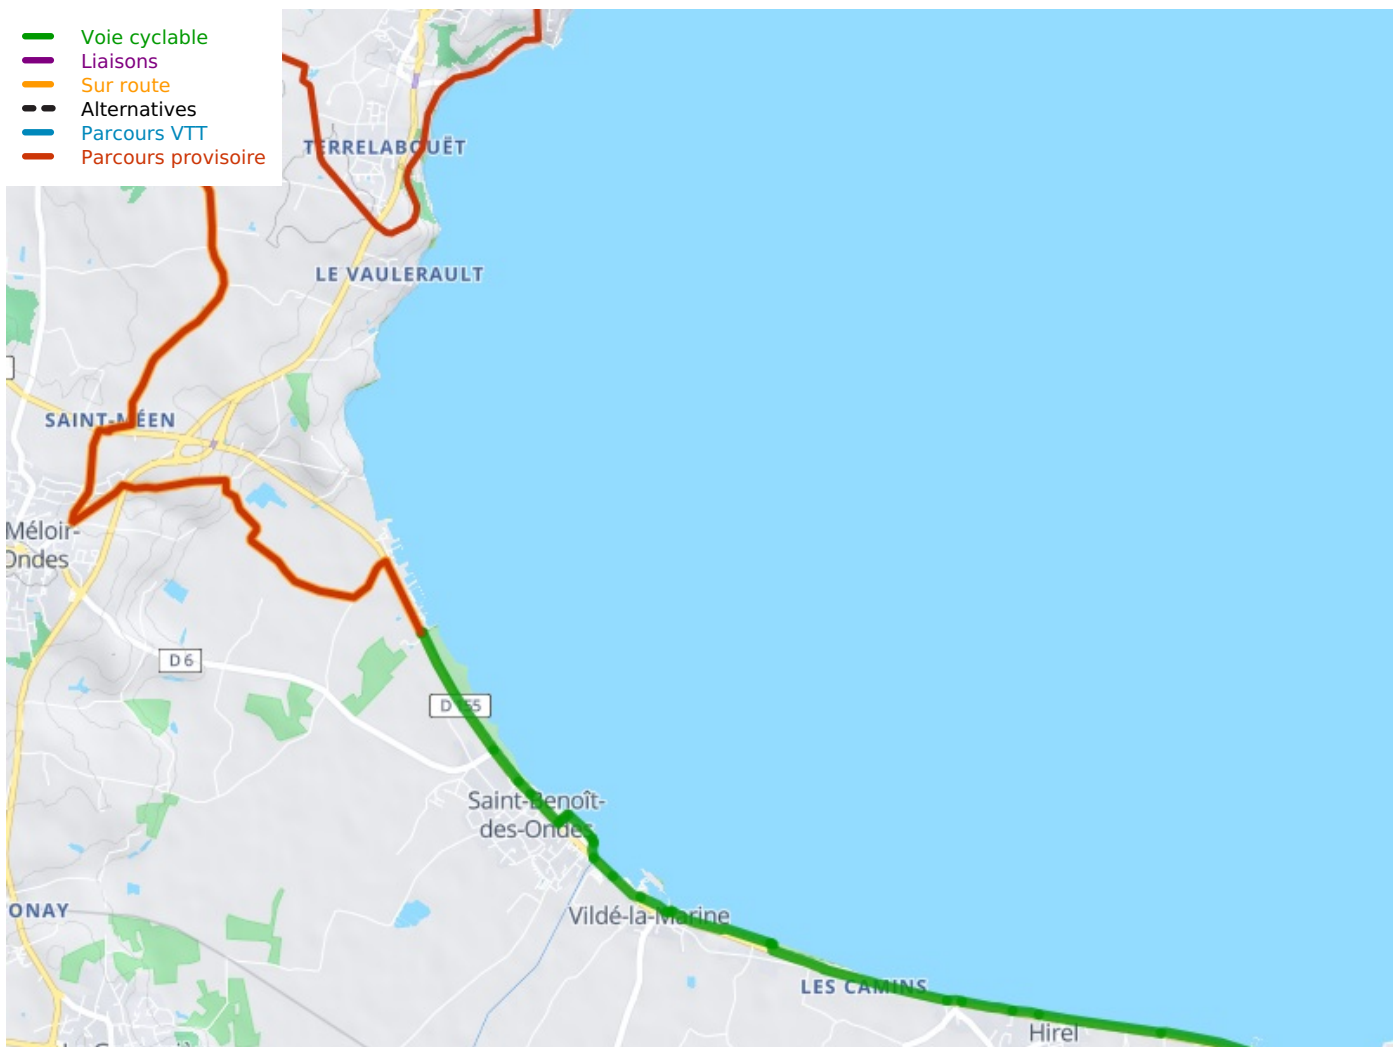 Voie cyclable
Liaisons
Sur route
Alternatives
Parcours VTT
Parcours provisoire
TERRELABOUËT
LE VAULERAULT
SAINT-MÉEN
Méloir-
Ondes
D 6
Saint-Benoît-
des-Ondes
Vildé-la-Marine
ONAY
LES CAMINS
Hirel